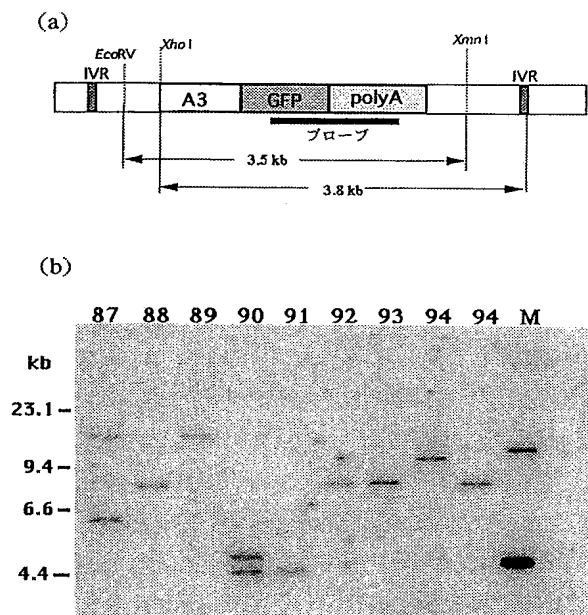 (a)
EcoRV
XhoI
XmnI
IVR
IVR
A3
GFP
polyA
プローブ
3.5 kb
3.8 kb
(b)
87 88 89 90 91 92 93 94 94 M
kb
23.1
9.4
6.6
4.4